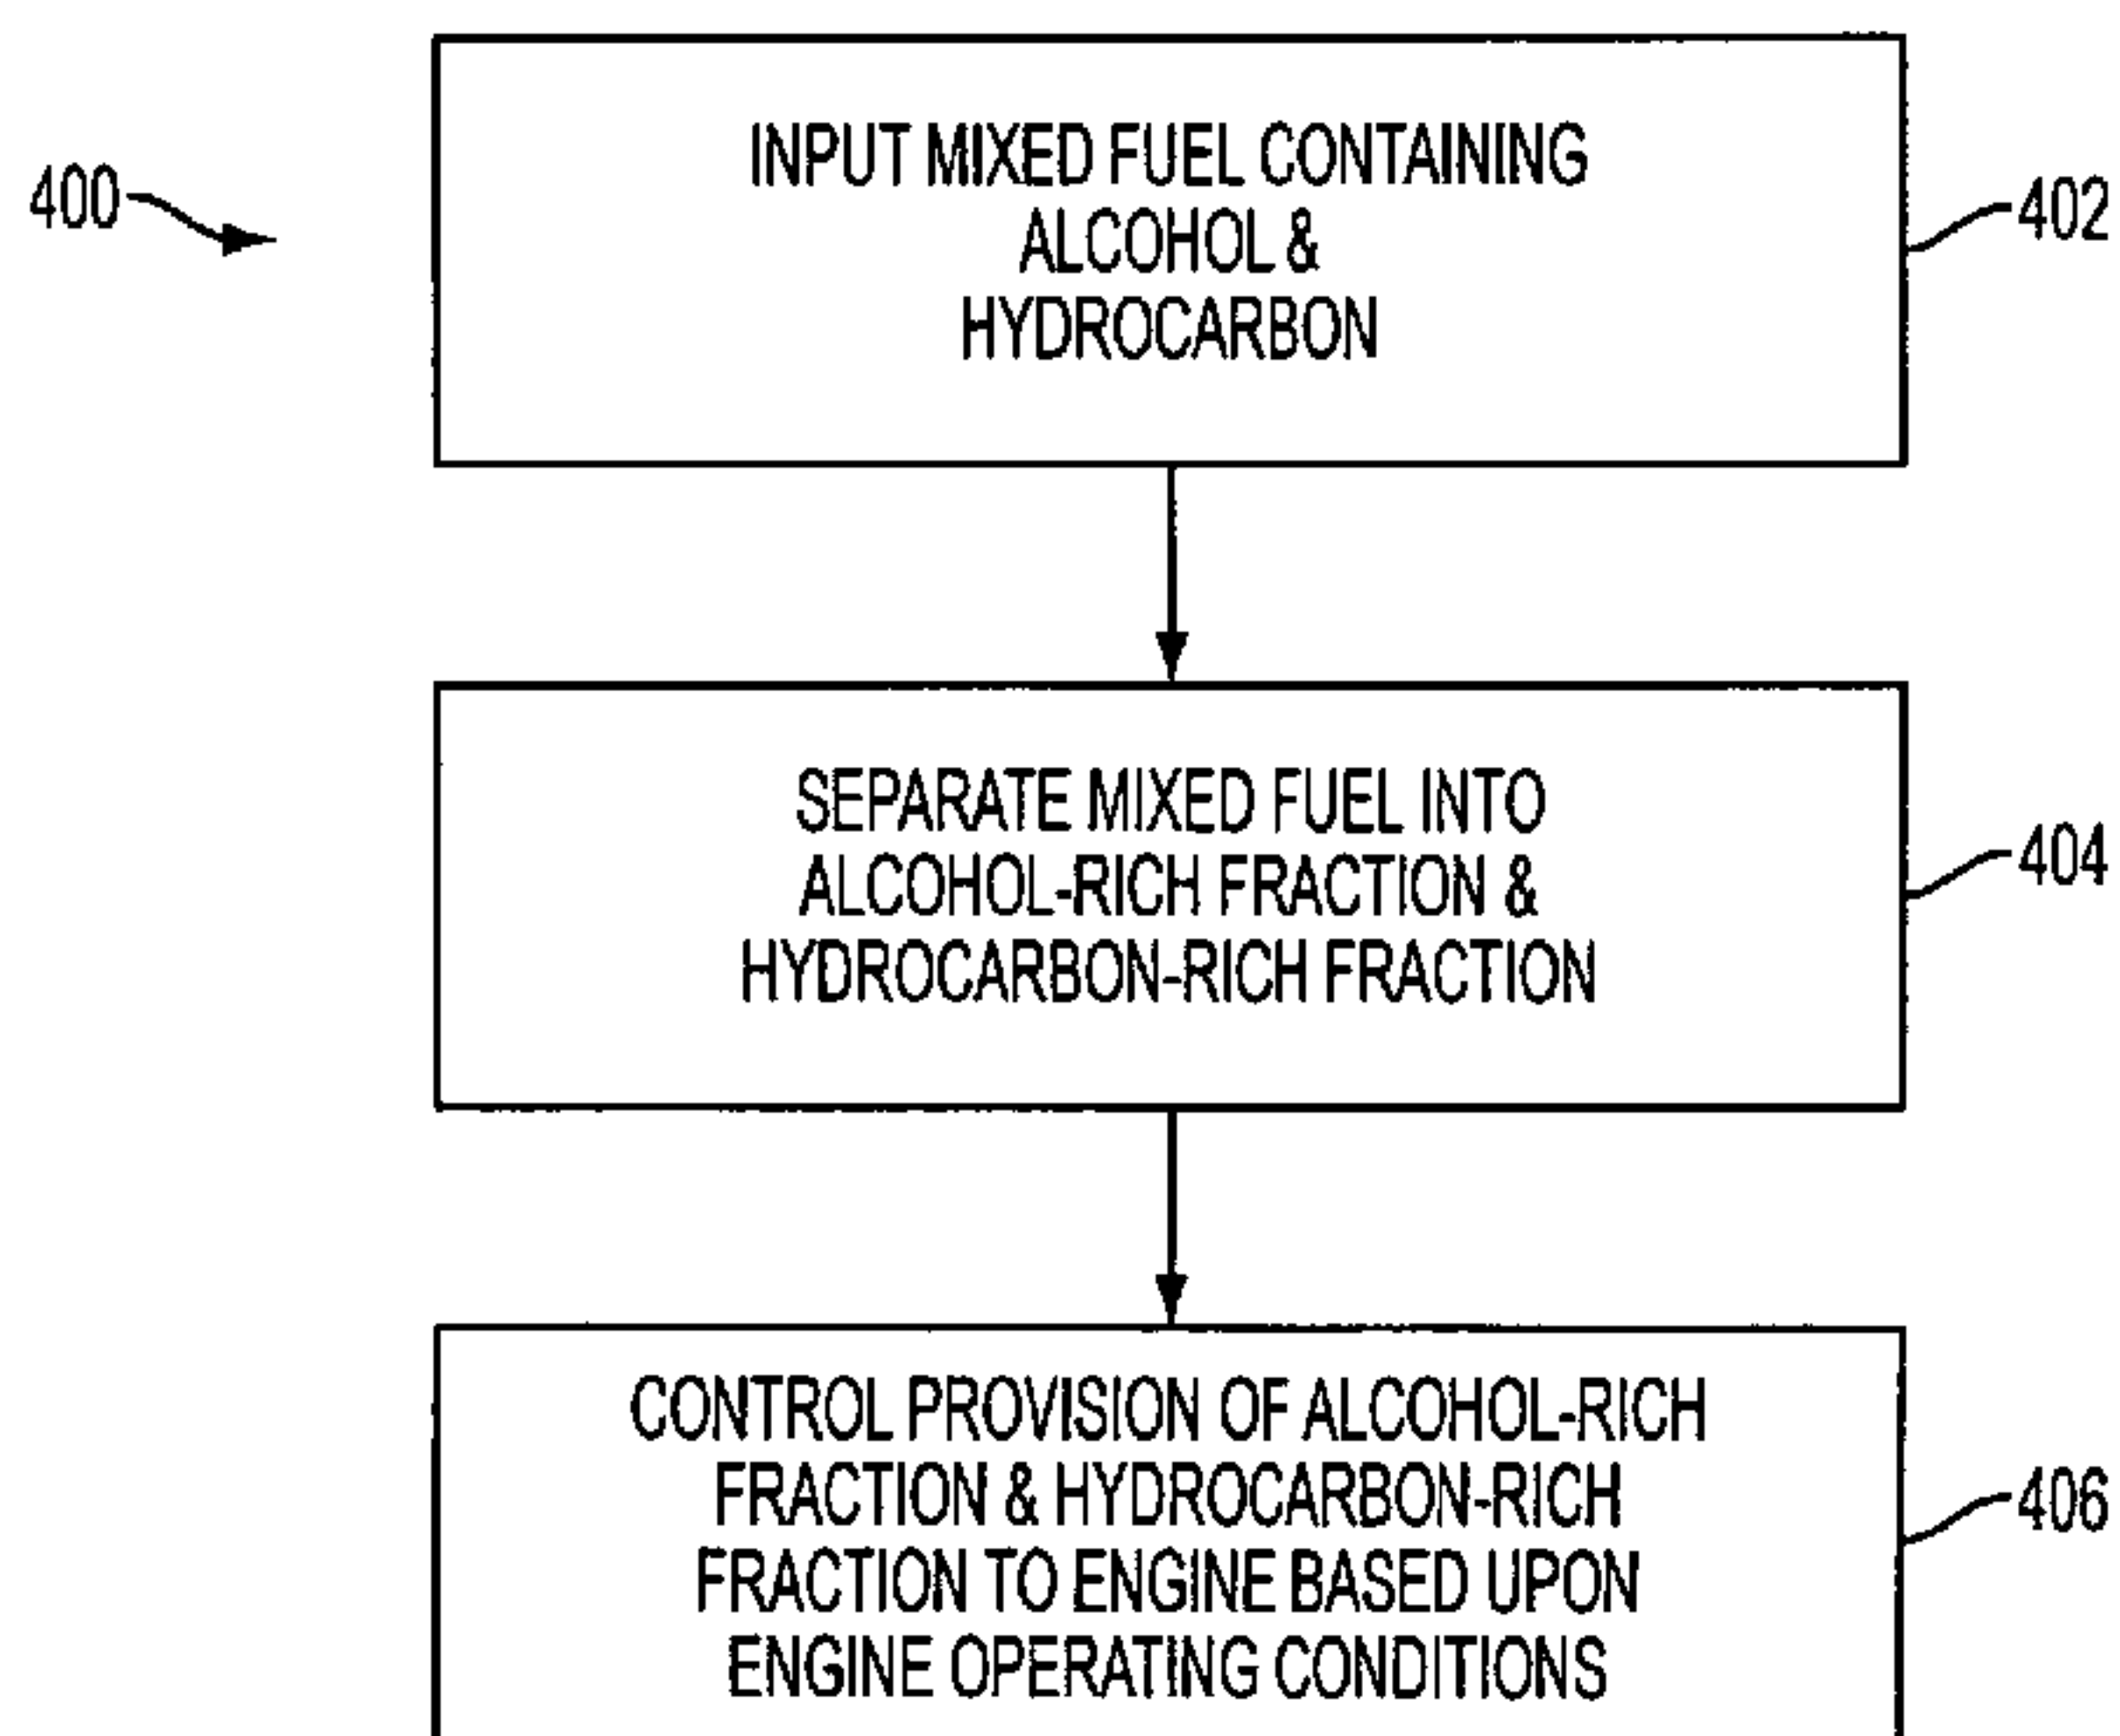 400
INPUT MIXED FUEL CONTAINING
ALCOHOL &
HYDROCARBON
402
SEPARATE MIXED FUEL INTO
ALCOHOL-RICH FRACTION &
HYDROCARBON-RICH FRACTION
404
CONTROL PROVISION OF ALCOHOL-RICH
FRACTION & HYDROCARBON-RICH
FRACTION TO ENGINE BASED UPON
ENGINE OPERATING CONDITIONS
406